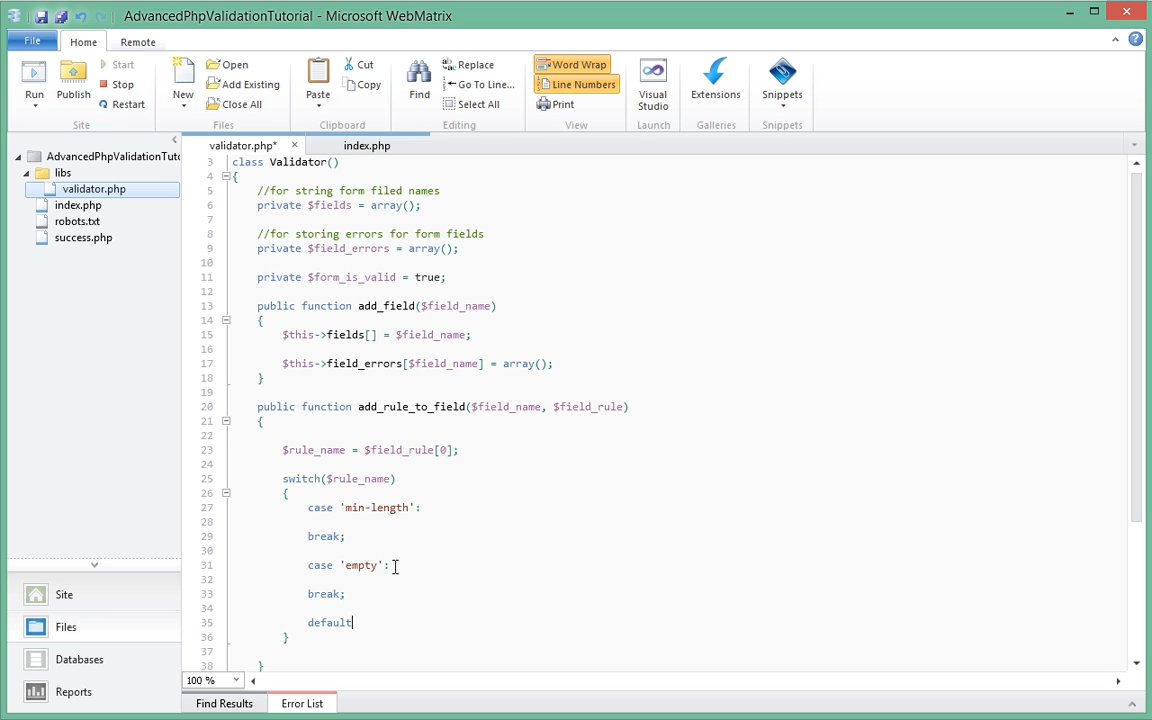 AdvancedPhpValidationTutorial - Microsoft WebMatrix
File Home Remote
Run Publish Start Stop Restart
Site
New Open Add Existing Close All
Files
Paste Cut Copy
Clipboard
Find Replace Go To Line... Select All
Editing
Word Wrap Line Numbers Print
View
Visual Studio
Launch
Extensions
Galleries
Snippets
Snippets
validator.php* × index.php
AdvancedPhpValidationTuto
libs
validator.php
index.php
robots.txt
success.php
Site
Files
Databases
Reports
3 class Validator()
4 {
5 //for string form filed names
6 private $fields = array();
7
8 //for storing errors for form fields
9 private $field_errors = array();
10
11 private $form_is_valid = true;
12
13 public function add_field($field_name)
14 {
15 $this->fields[] = $field_name;
16
17 $this->field_errors[$field_name] = array();
18 }
19
20 public function add_rule_to_field($field_name, $field_rule)
21 {
22
23 $rule_name = $field_rule[0];
24
25 switch($rule_name)
26 {
27 case 'min-length':
28
29 break;
30
31 case 'empty':
32
33 break;
34
35 default
36 }
37
38 }
100 %
Find Results Error List